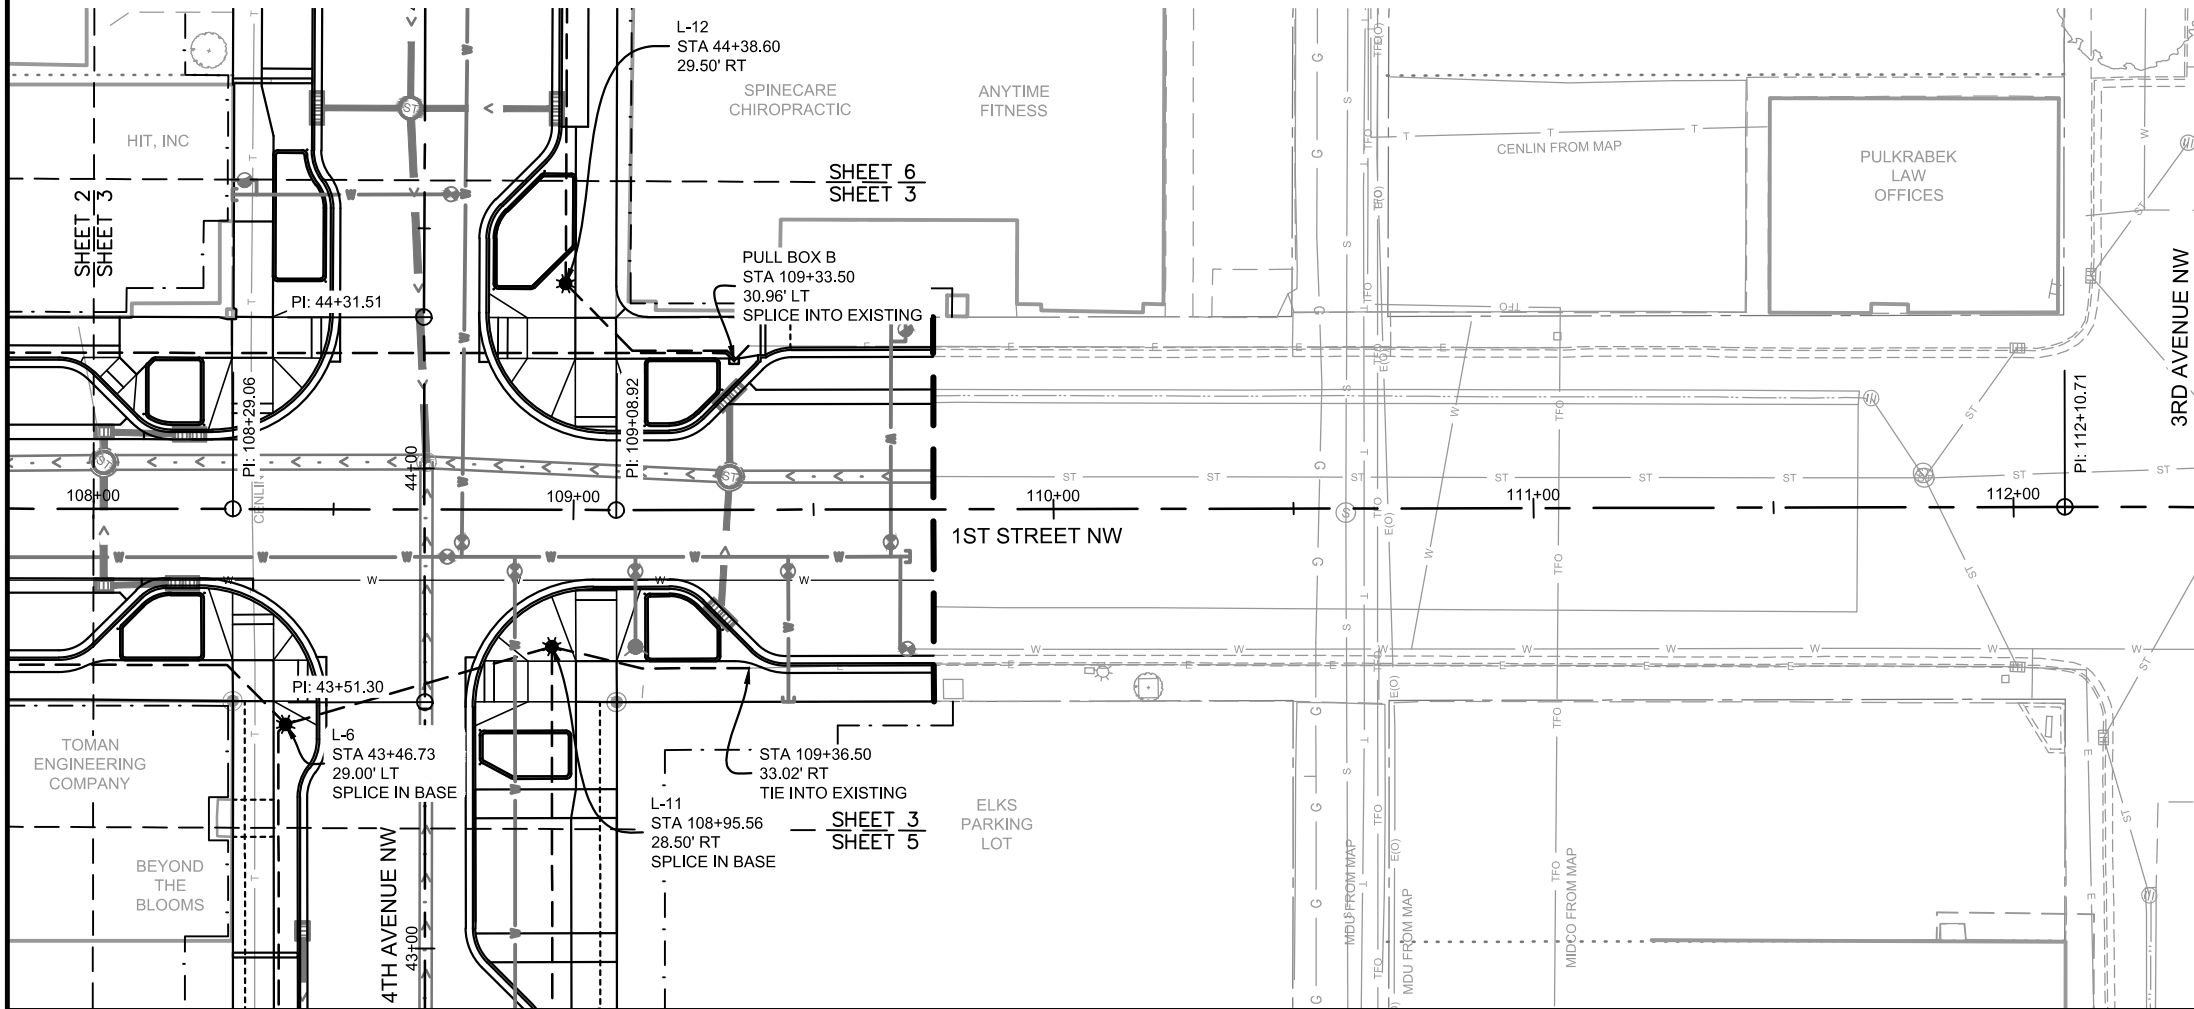 L-12
STA 44+38.60
29.50' RT
SPINECARE
CHIROPRACTIC
ANYTIME
FITNESS
HIT, INC
SHEET 6
SHEET 3
SHEET 2
SHEET 3
CENLIN FROM MAP
PULKRABEK
LAW
OFFICES
PULL BOX B
STA 109+33.50
30.96' LT
SPLICE INTO EXISTING
PI: 44+31.51
PI: 108+29.06
PI: 109+08.92
PI: 112+10.71
3RD AVENUE NW
44+00
108+00
109+00
110+00
111+00
112+00
1ST STREET NW
PI: 43+51.30
L-6
STA 43+46.73
29.00' LT
SPLICE IN BASE
TOMAN
ENGINEERING
COMPANY
STA 109+36.50
33.02' RT
TIE INTO EXISTING
L-11
STA 108+95.56
28.50' RT
SPLICE IN BASE
SHEET 3
SHEET 5
ELKS
PARKING
LOT
BEYOND
THE
BLOOMS
4TH AVENUE NW
43+00
MDU FROM MAP
MDU FROM MAP
MIDCO FROM MAP